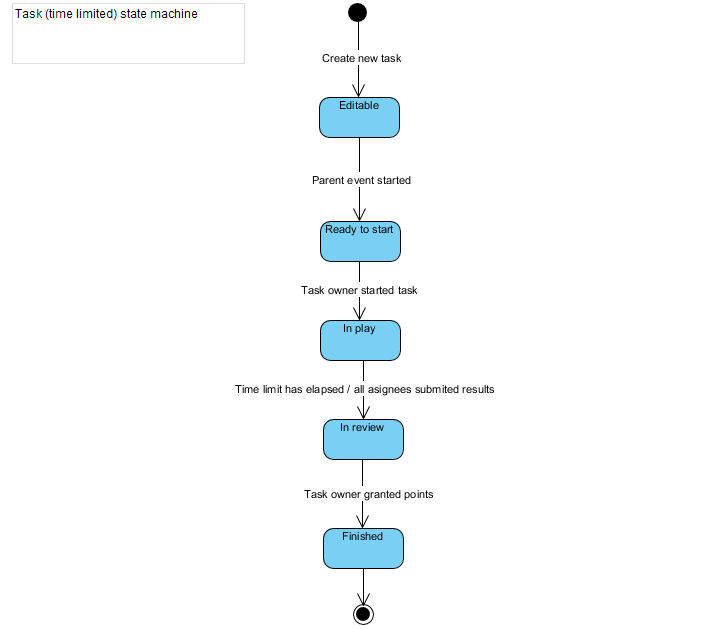 Task (time limited) state machine
Create new task
Editable
Parent event started
Ready to start
Task owner started task
In play
Time limit has elapsed / all asignees submited results
In review
Task owner granted points
Finished